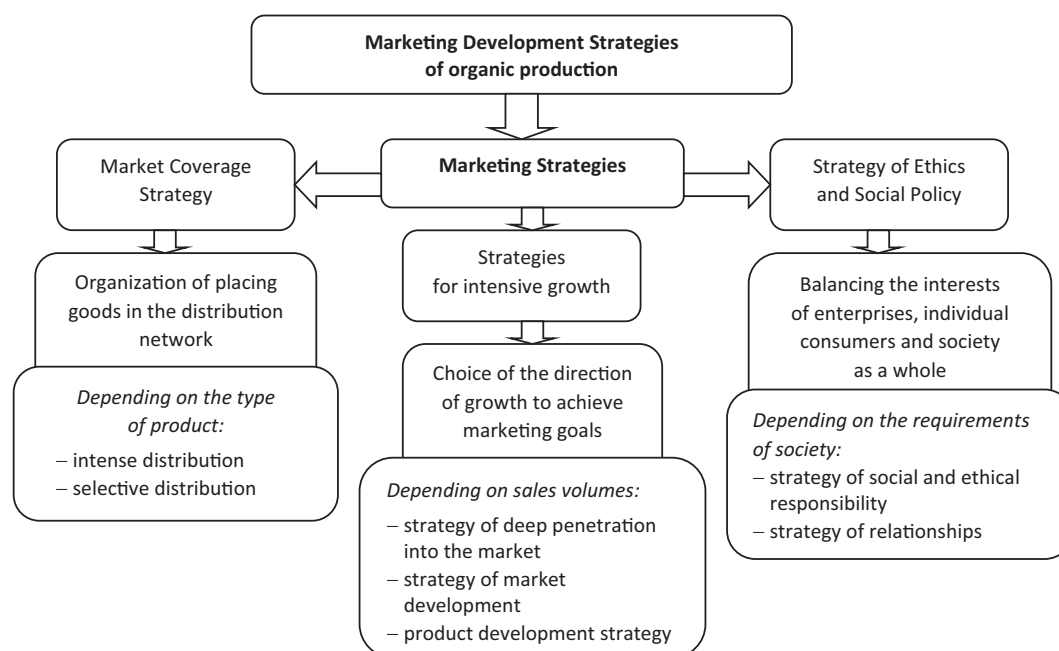 Marketing Development Strategies
of organic production
Market Coverage
Strategy
Marketing Strategies
Strategy of Ethics
and Social Policy
Organization of placing
goods in the distribution
network
Depending on the type
of product:
– intense distribution
– selective distribution
Strategies
for intensive growth
Choice of the direction
of growth to achieve
marketing goals
Depending on sales volumes:
– strategy of deep penetration
into the market
– strategy of market
development
– product development strategy
Balancing the interests
of enterprises, individual
consumers and society
as a whole
Depending on the requirements
of society:
– strategy of social and ethical
responsibility
– strategy of relationships